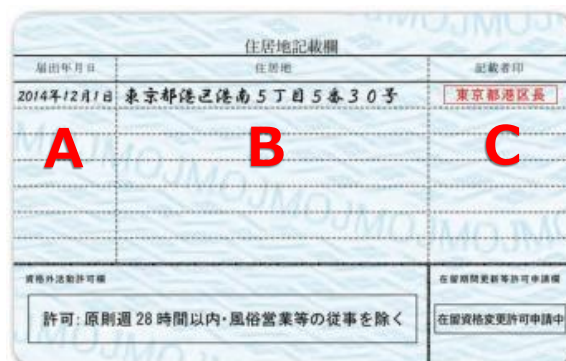 住居地記載欄
届出年月日 住居地 記載者印
2014年12月1日 東京都港区港南5丁目5番30号 東京都港区長
A B C
資格外活動許可欄 在留期間更新等許可申請欄
許可:原則週28時間以内・風俗営業等の従事を除く 在留資格変更許可申請中
MOJMOJMOJMOJ